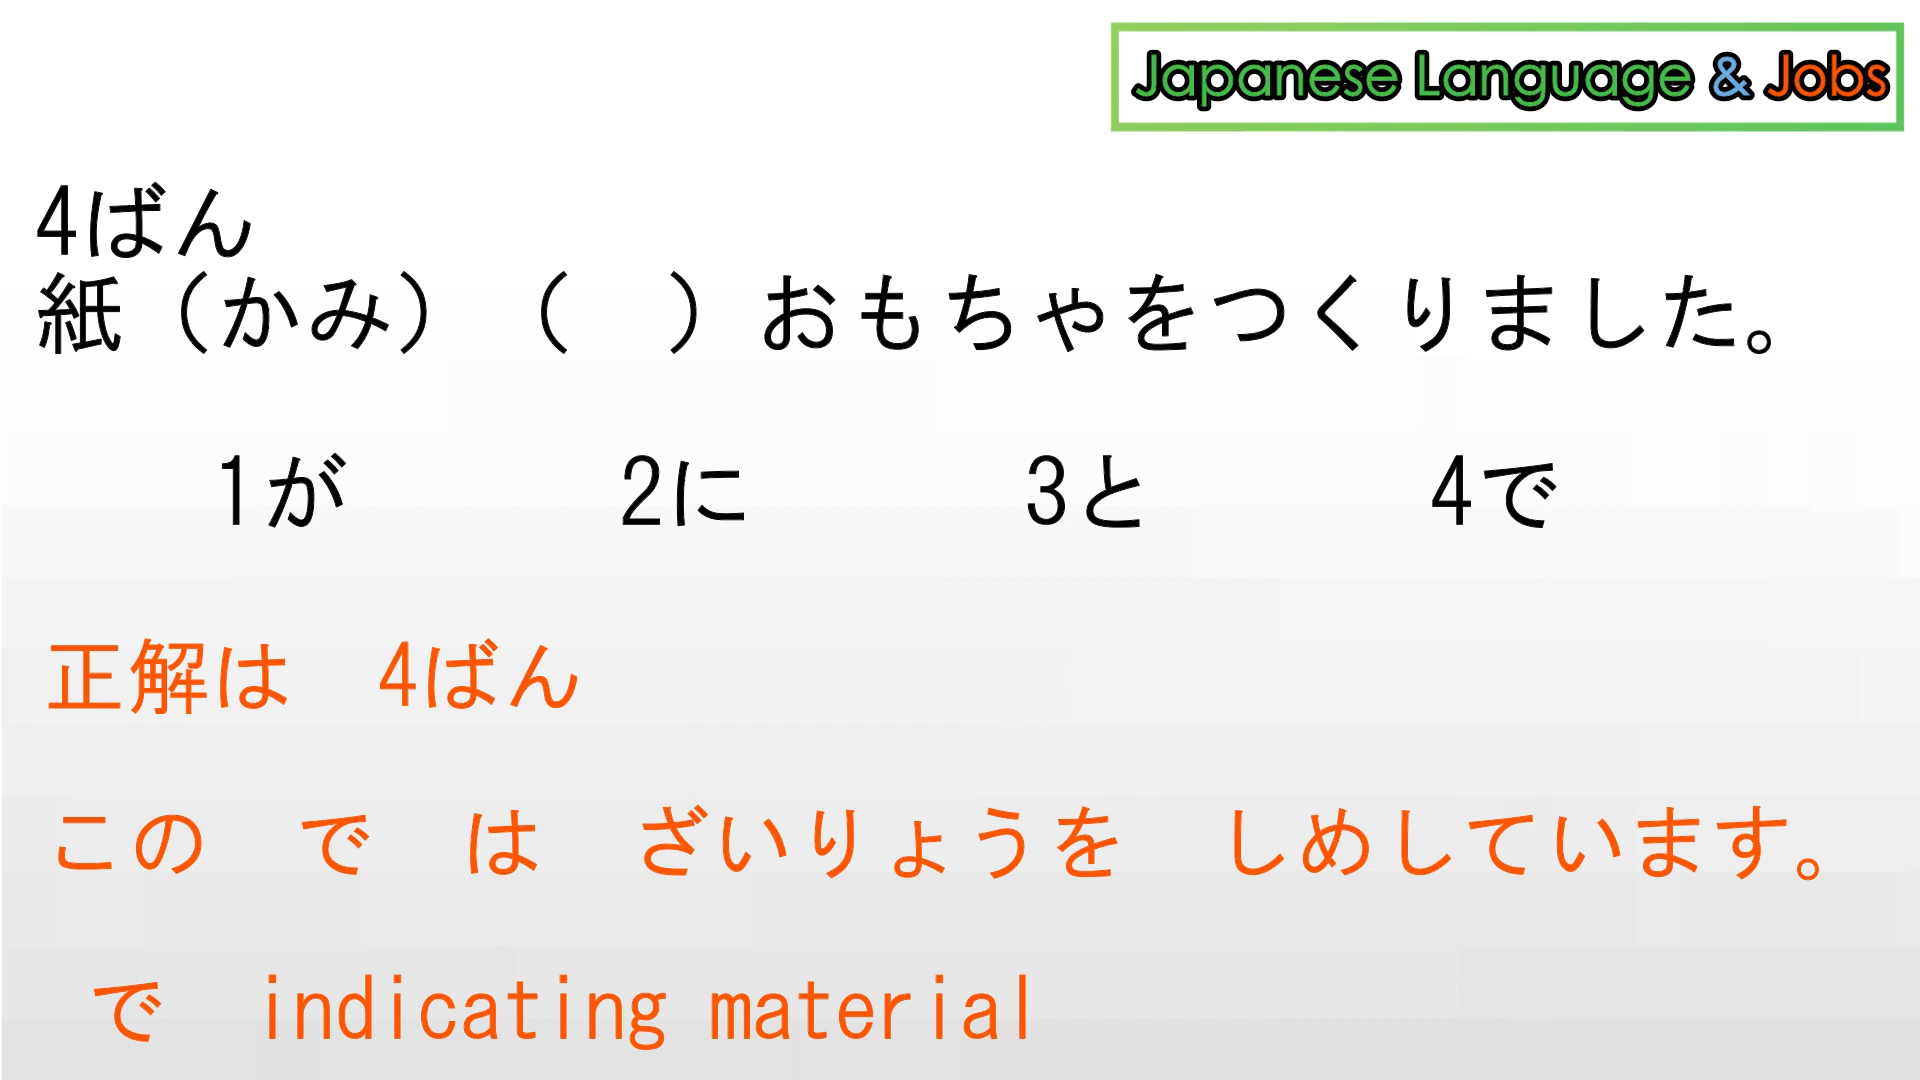 Japanese Language & Jobs
4ばん
紙（かみ）（　）おもちゃをつくりました。
1が　2に　3と　4で
正解は　4ばん
この　で　は　ざいりょうを　しめしています。
で　indicating material